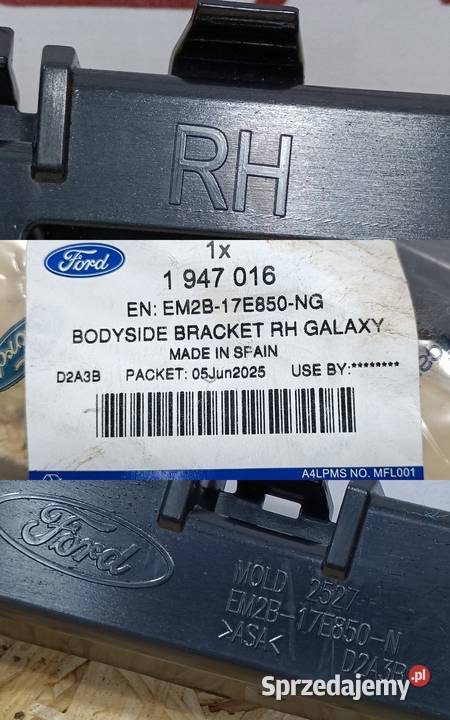 RH
Ford
1x
1 947 016
EN: EM2B-17E850-NG
BODYSIDE BRACKET RH GALAXY
MADE IN SPAIN
D2A3B PACKET: 05Jun2025 USE BY:********
A4LPMS NO. MFL001
Ford
Ford
MOLD 2527
EM2B-17E850-N
>ASA< D2A3B
Sprzedajemy.pl